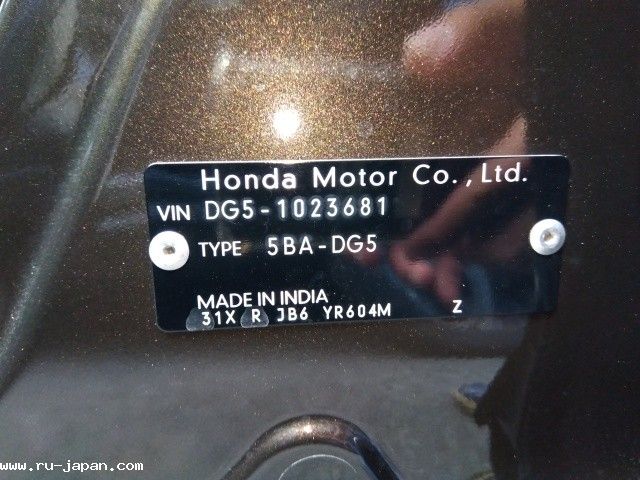 Honda Motor Co., Ltd.
VIN DG5-1023681
TYPE 5BA-DG5
MADE IN INDIA
31X R JB6 YR604M Z
www.ru-japan.com